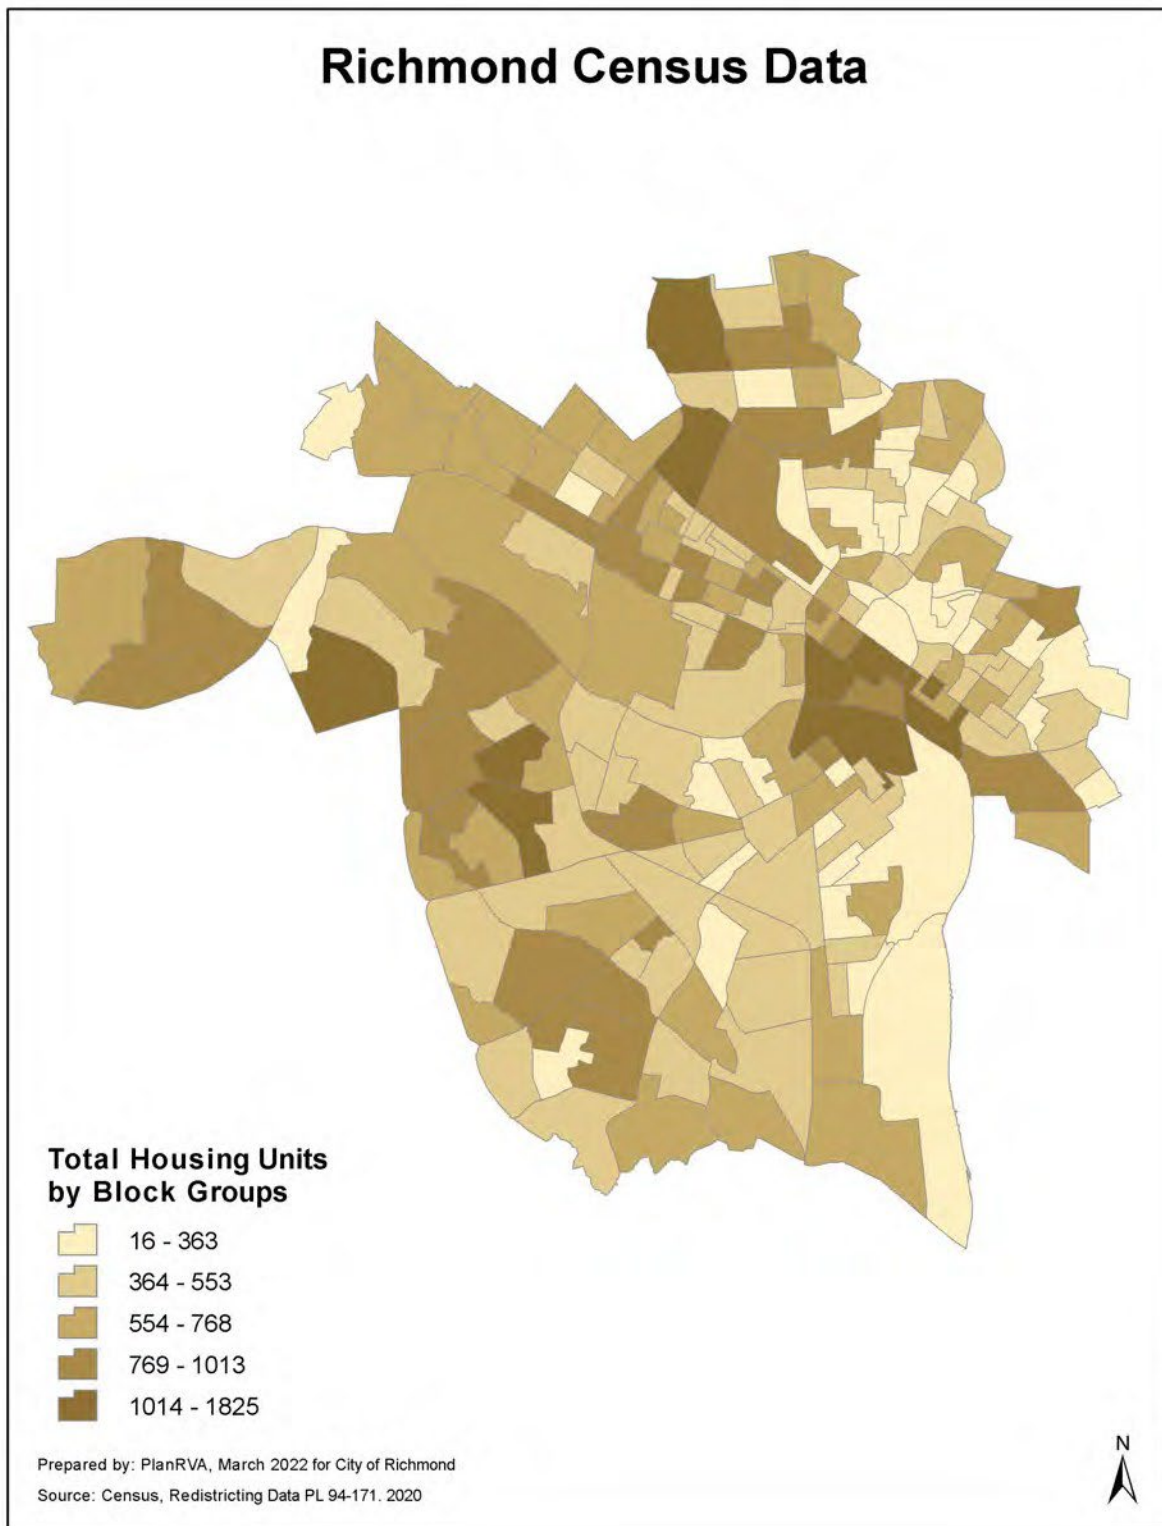 Richmond Census Data
Total Housing Units
by Block Groups
16 - 363
364 - 553
554 - 768
769 - 1013
1014 - 1825
Prepared by: PlanRVA, March 2022 for City of Richmond
Source: Census, Redistricting Data PL 94-171. 2020
N